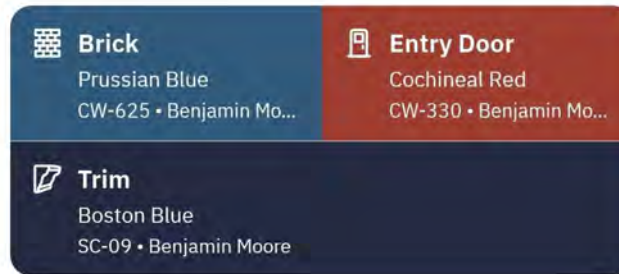 Brick
Prussian Blue
CW-625 • Benjamin Mo...
Entry Door
Cochineal Red
CW-330 • Benjamin Mo...
Trim
Boston Blue
SC-09 • Benjamin Moore